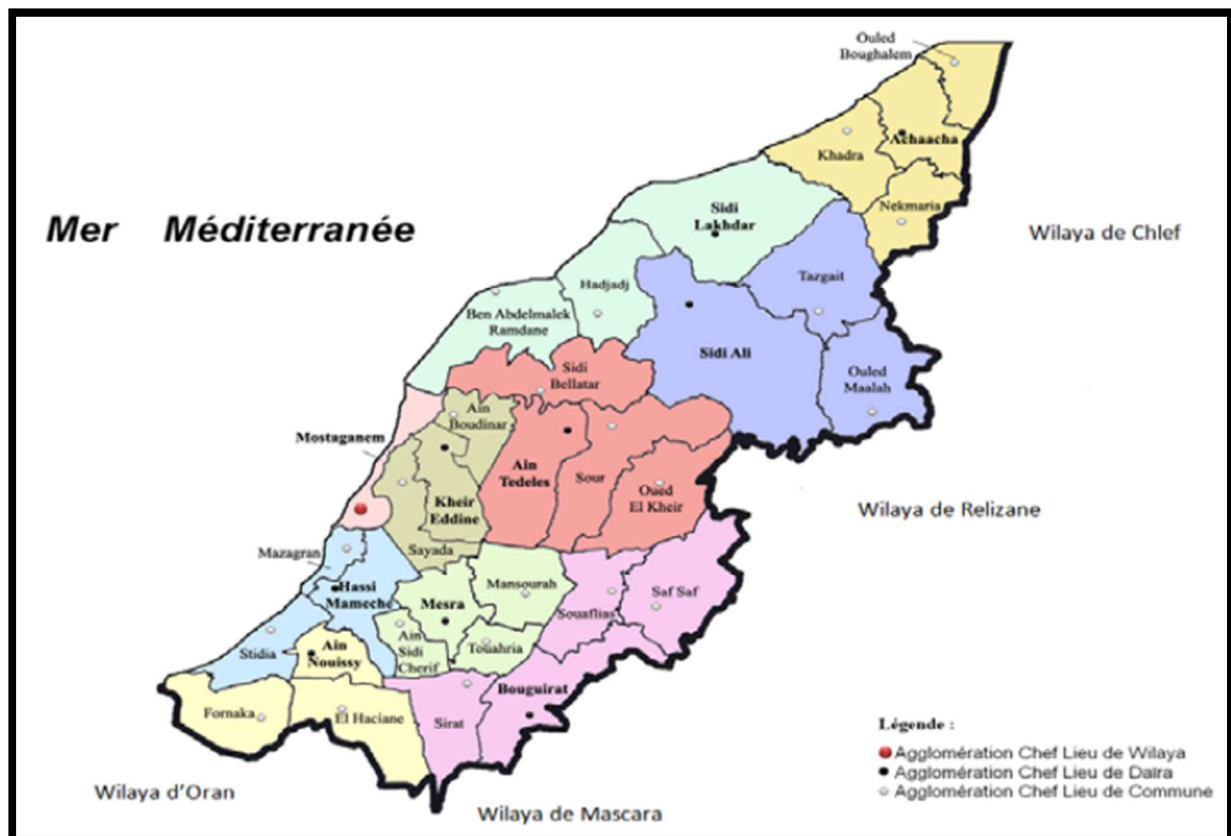 Ouled
Boughalem
Achaacha
Khadra
Nekmaria
Sidi
Lakhdar
Mer Méditerranée
Wilaya de Chlef
Tazgait
Hadjadj
Ben Abdelmalek
Ramdane
Sidi Ali
Sidi
Bellatar
Ouled
Maalah
Ain
Boudinar
Mostaganem
Ain
Tedeles
Sour
Oued
El Kheir
Kheir
Eddine
Wilaya de Relizane
Sayada
Mazagran
Hassi
Mameche
Mesra
Mansourah
Souaflias
Saf Saf
Stidia
Ain
Nouissy
Ain
Sidi
Cherif
Touahria
Bouguirat
Fornaka
El Haciane
Sirat
Légende :
Agglomération Chef Lieu de Wilaya
Agglomération Chef Lieu de Daïra
Agglomération Chef Lieu de Commune
Wilaya d'Oran
Wilaya de Mascara